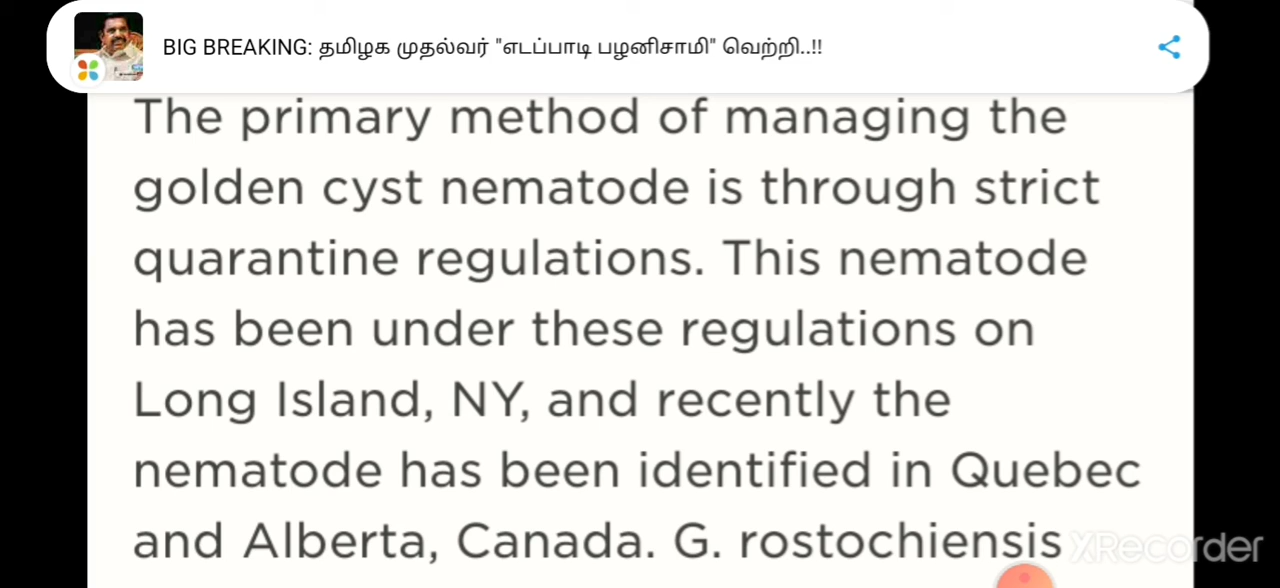 BIG BREAKING: தமிழக முதல்வர் "எடப்பாடி பழனிசாமி" வெற்றி..!!
The primary method of managing the
golden cyst nematode is through strict
quarantine regulations. This nematode
has been under these regulations on
Long Island, NY, and recently the
nematode has been identified in Quebec
and Alberta, Canada. G. rostochiensis
XRecorder